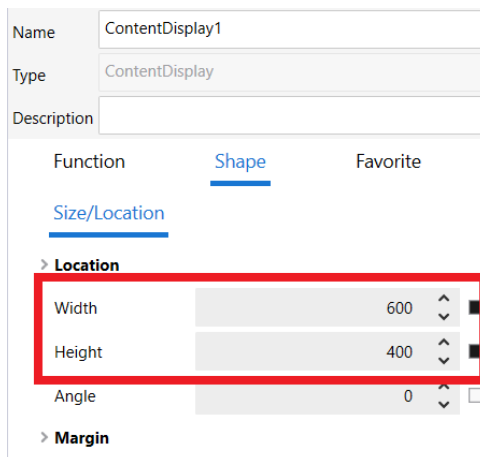 Name ContentDisplay1
Type ContentDisplay
Description
Function Shape Favorite
Size/Location
Location
Width 600
Height 400
Angle 0
Margin